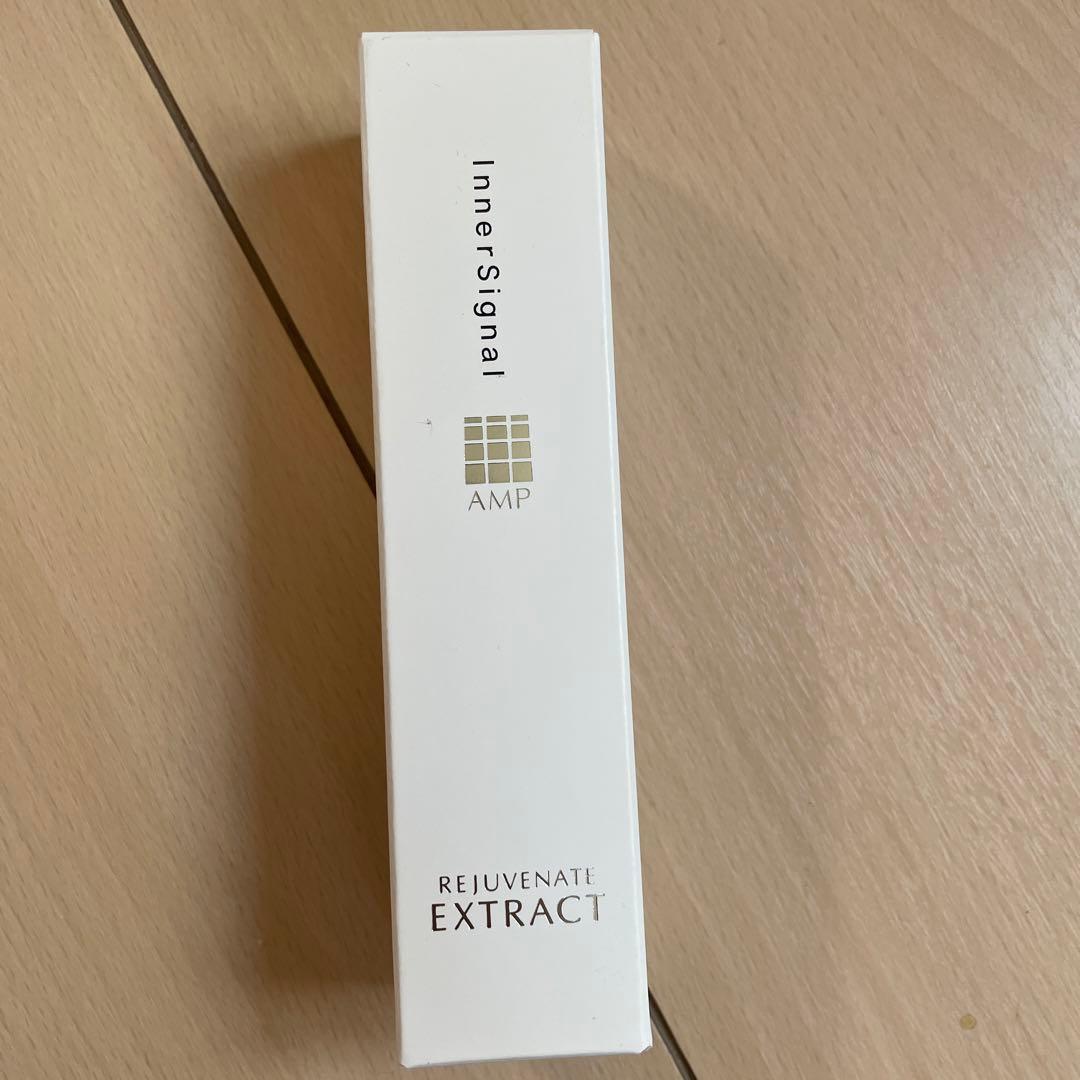 InnerSignal
AMP
REJUVENATE
EXTRACT